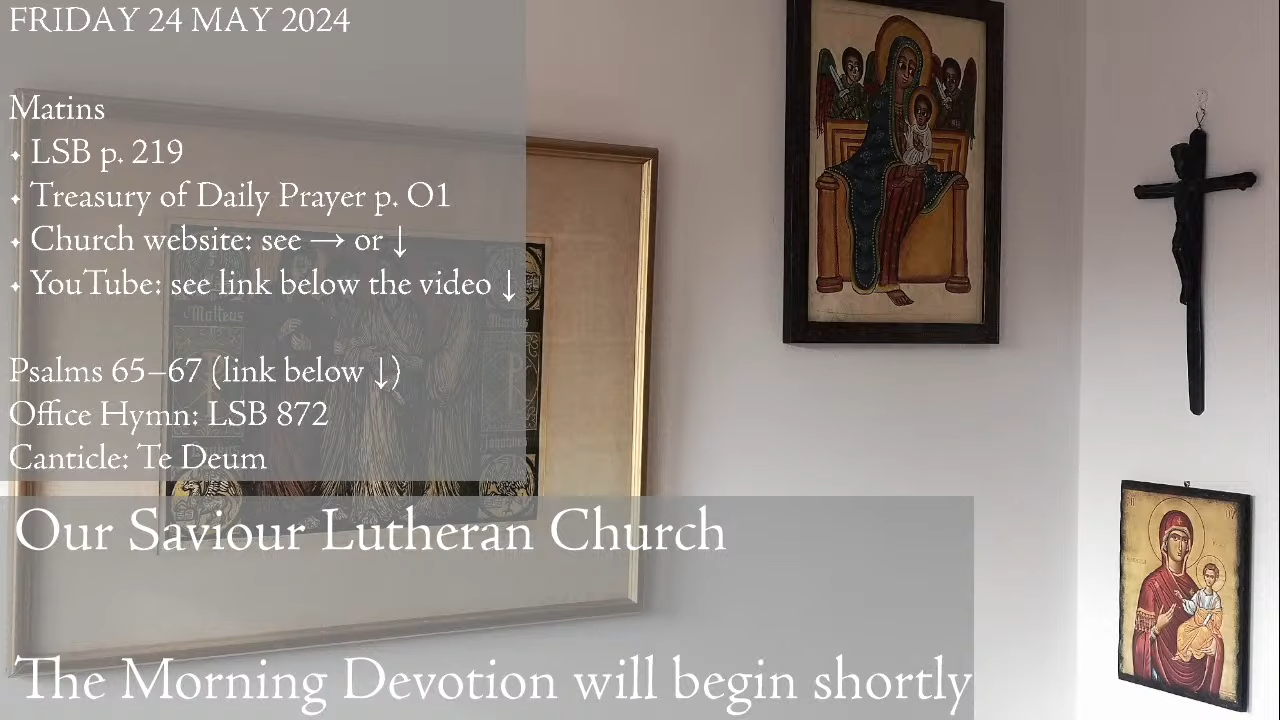 FRIDAY 24 MAY 2024
Matins
• LSB p. 219
• Treasury of Daily Prayer p. O1
• Church website: see → or ↓
• YouTube: see link below the video ↓
Psalms 65–67 (link below ↓)
Office Hymn: LSB 872
Canticle: Te Deum
Matteus
Our Saviour Lutheran Church
The Morning Devotion will begin shortly